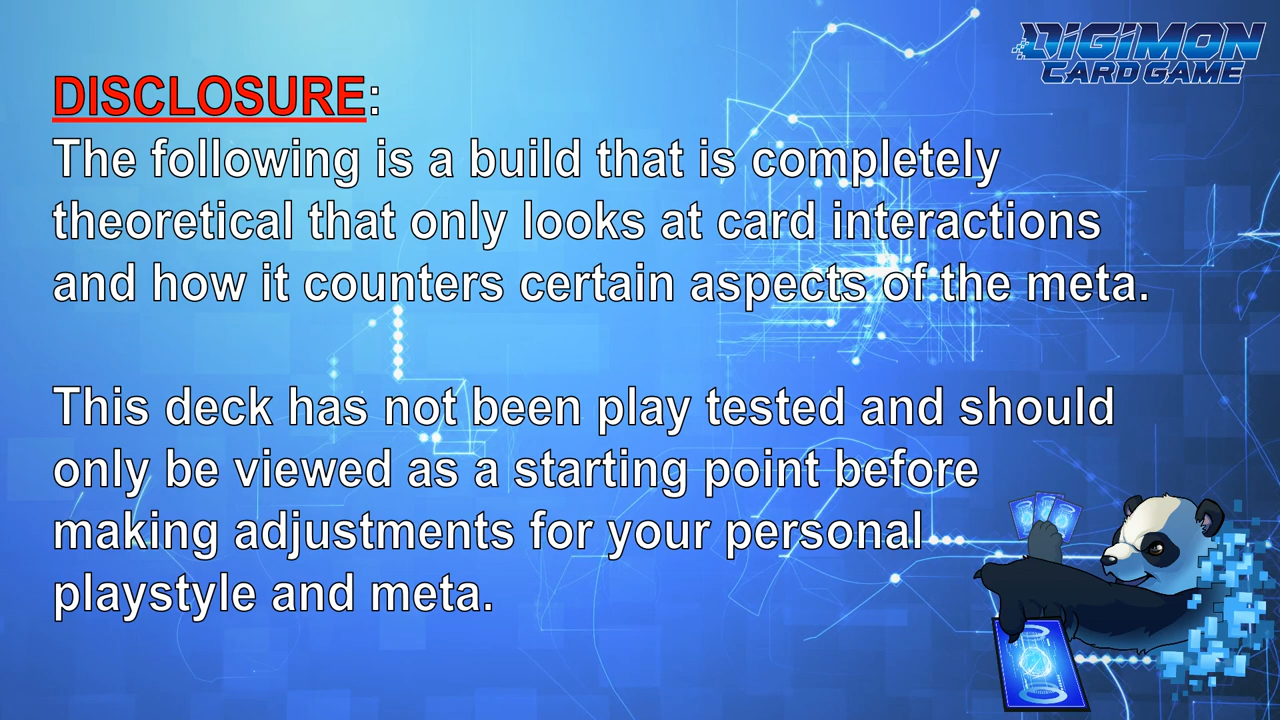 DIGIMON
CARD GAME
DISCLOSURE:
The following is a build that is completely
theoretical that only looks at card interactions
and how it counters certain aspects of the meta.
This deck has not been play tested and should
only be viewed as a starting point before
making adjustments for your personal
playstyle and meta.